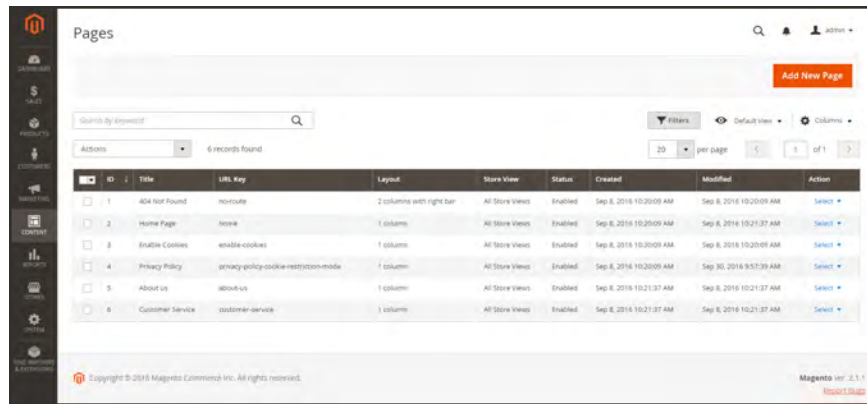 Pages
admin
DASHBOARD
SALES
PRODUCTS
CUSTOMERS
MARKETING
CONTENT
REPORTS
STORES
SYSTEM
FIND PARTNERS
& EXTENSIONS
Add New Page
Search by keyword
Filters
Default View
Columns
Actions
6 records found
20 per page
1 of 1
ID ↓ Title URL Key Layout Store View Status Created Modified Action
1 404 Not Found no-route 2 columns with right bar All Store Views Enabled Sep 8, 2016 10:20:09 AM Sep 8, 2016 10:20:09 AM Select
2 Home Page home 1 column All Store Views Enabled Sep 8, 2016 10:20:09 AM Sep 8, 2016 10:21:37 AM Select
3 Enable Cookies enable-cookies 1 column All Store Views Enabled Sep 8, 2016 10:20:09 AM Sep 8, 2016 10:20:09 AM Select
4 Privacy Policy privacy-policy-cookie-restriction-mode 1 column All Store Views Enabled Sep 8, 2016 10:20:09 AM Sep 30, 2016 9:57:39 AM Select
5 About us about-us 1 column All Store Views Enabled Sep 8, 2016 10:21:37 AM Sep 8, 2016 10:21:37 AM Select
6 Customer Service customer-service 1 column All Store Views Enabled Sep 8, 2016 10:21:37 AM Sep 8, 2016 10:21:37 AM Select
Copyright © 2016 Magento Commerce Inc. All rights reserved.
Magento ver. 2.1.1
Report Bugs